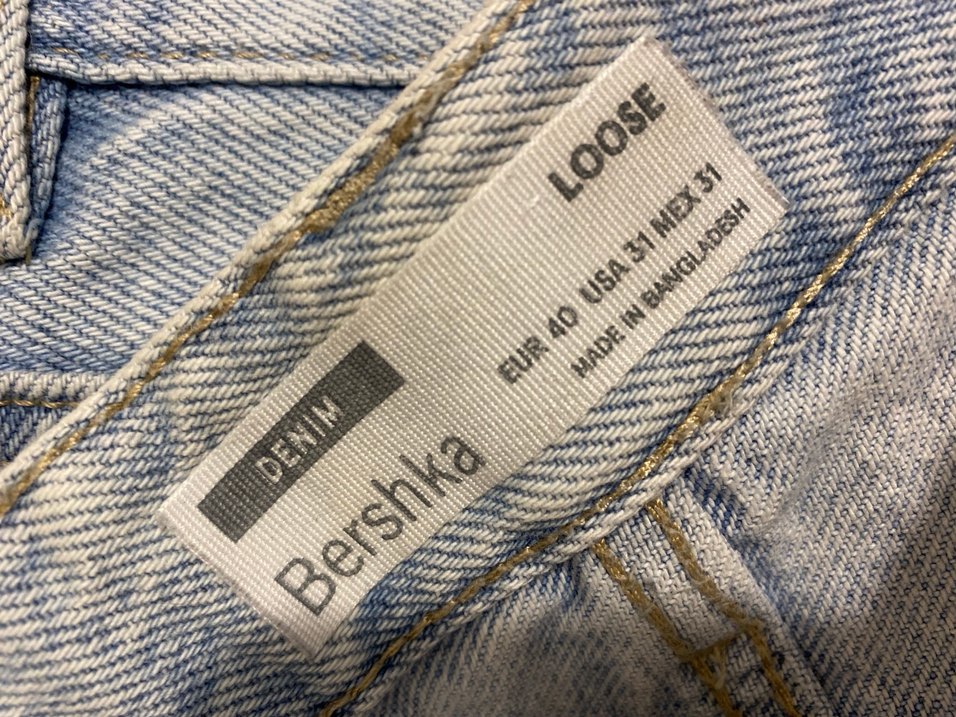 DENIM
Bershka
LOOSE
EUR 40 USA 31 MEX 31
MADE IN BANGLADESH